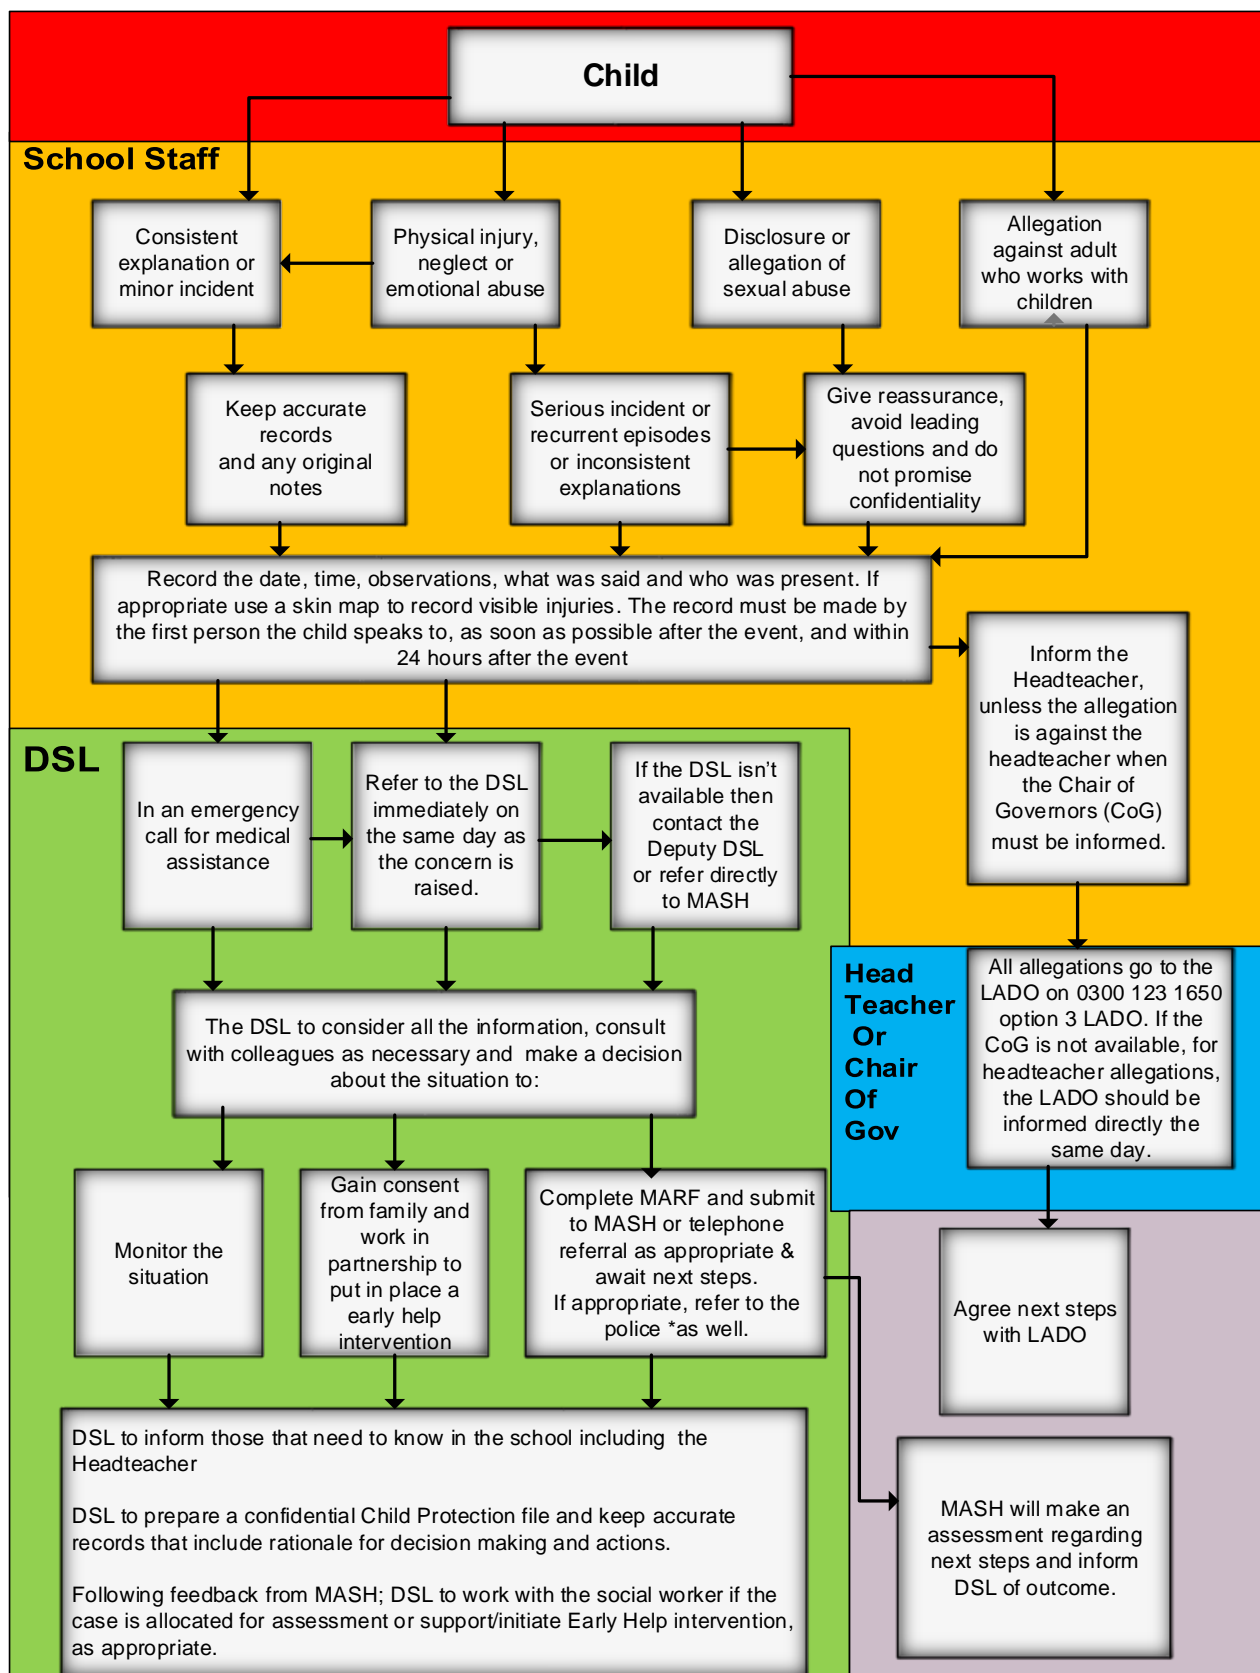 Child
School Staff
Consistent
explanation or
minor incident
Physical injury,
neglect or
emotional abuse
Disclosure or
allegation of
sexual abuse
Allegation
against adult
who works with
children
Keep accurate
records
and any original
notes
Serious incident or
recurrent episodes
or inconsistent
explanations
Give reassurance,
avoid leading
questions and do
not promise
confidentiality
Record the date, time, observations, what was said and who was present. If
appropriate use a skin map to record visible injuries. The record must be made by
the first person the child speaks to, as soon as possible after the event, and within
24 hours after the event
Inform the
Headteacher,
unless the allegation
is against the
headteacher when
the Chair of
Governors (CoG)
must be informed.
DSL
In an emergency
call for medical
assistance
Refer to the DSL
immediately on
the same day as
the concern is
raised.
If the DSL isn't
available then
contact the
Deputy DSL
or refer directly
to MASH
Head
Teacher
Or
Chair
Of
Gov
All allegations go to the
LADO on 0300 123 1650
option 3 LADO. If the
CoG is not available, for
headteacher allegations,
the LADO should be
informed directly the
same day.
The DSL to consider all the information, consult
with colleagues as necessary and make a decision
about the situation to:
Monitor the
situation
Gain consent
from family and
work in
partnership to
put in place a
early help
intervention
Complete MARF and submit
to MASH or telephone
referral as appropriate &
await next steps.
If appropriate, refer to the
police *as well.
Agree next steps
with LADO
DSL to inform those that need to know in the school including the
Headteacher
DSL to prepare a confidential Child Protection file and keep accurate
records that include rationale for decision making and actions.
Following feedback from MASH; DSL to work with the social worker if the
case is allocated for assessment or support/initiate Early Help intervention,
as appropriate.
MASH will make an
assessment regarding
next steps and inform
DSL of outcome.